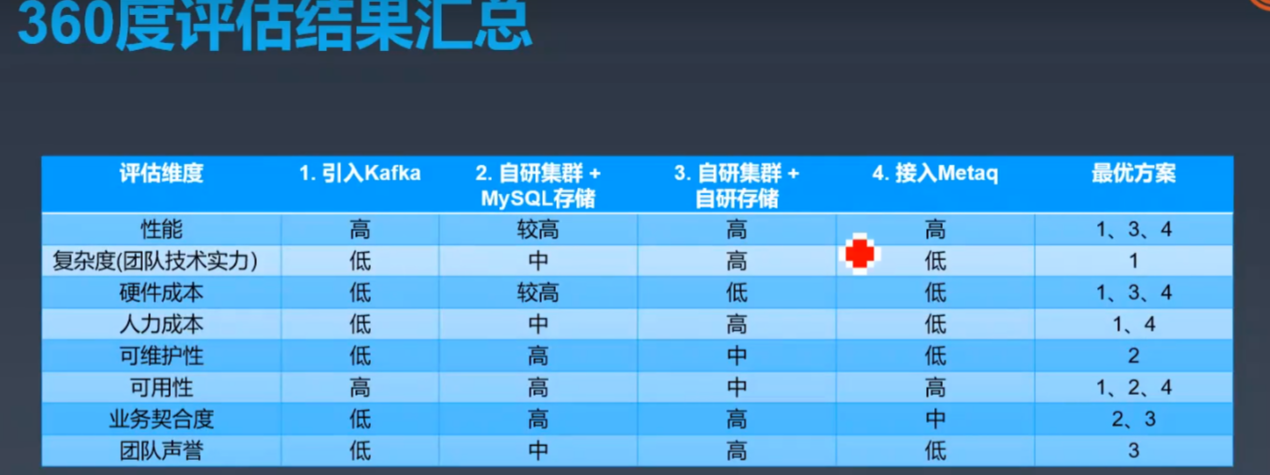 360度评估结果汇总
评估维度 1. 引入Kafka 2. 自研集群 + MySQL存储 3. 自研集群 + 自研存储 4. 接入Metaq 最优方案
性能 高 较高 高 高 1、3、4
复杂度(团队技术实力) 低 中 高 低 1
硬件成本 低 较高 低 低 1、3、4
人力成本 低 中 高 低 1、4
可维护性 低 高 中 低 2
可用性 高 高 中 高 1、2、4
业务契合度 低 高 高 中 2、3
团队声誉 低 中 高 低 3